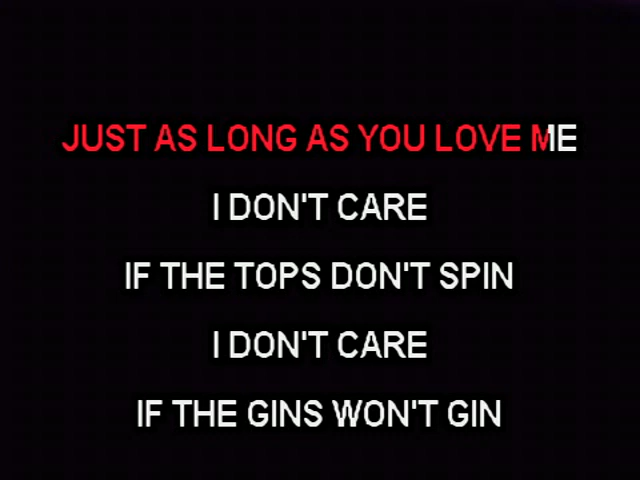 JUST AS LONG AS YOU LOVE ME
I DON'T CARE
IF THE TOPS DON'T SPIN
I DON'T CARE
IF THE GINS WON'T GIN